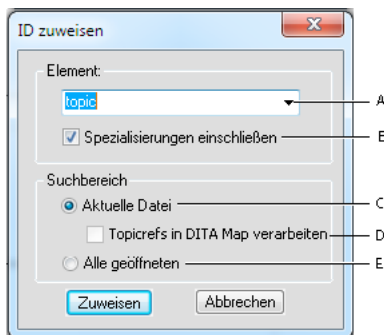 ID zuweisen
Element:
topic
A
Spezialisierungen einschließen
B
Suchbereich
Aktuelle Datei
C
Topicrefs in DITA Map verarbeiten
D
Alle geöffneten
E
Zuweisen
Abbrechen